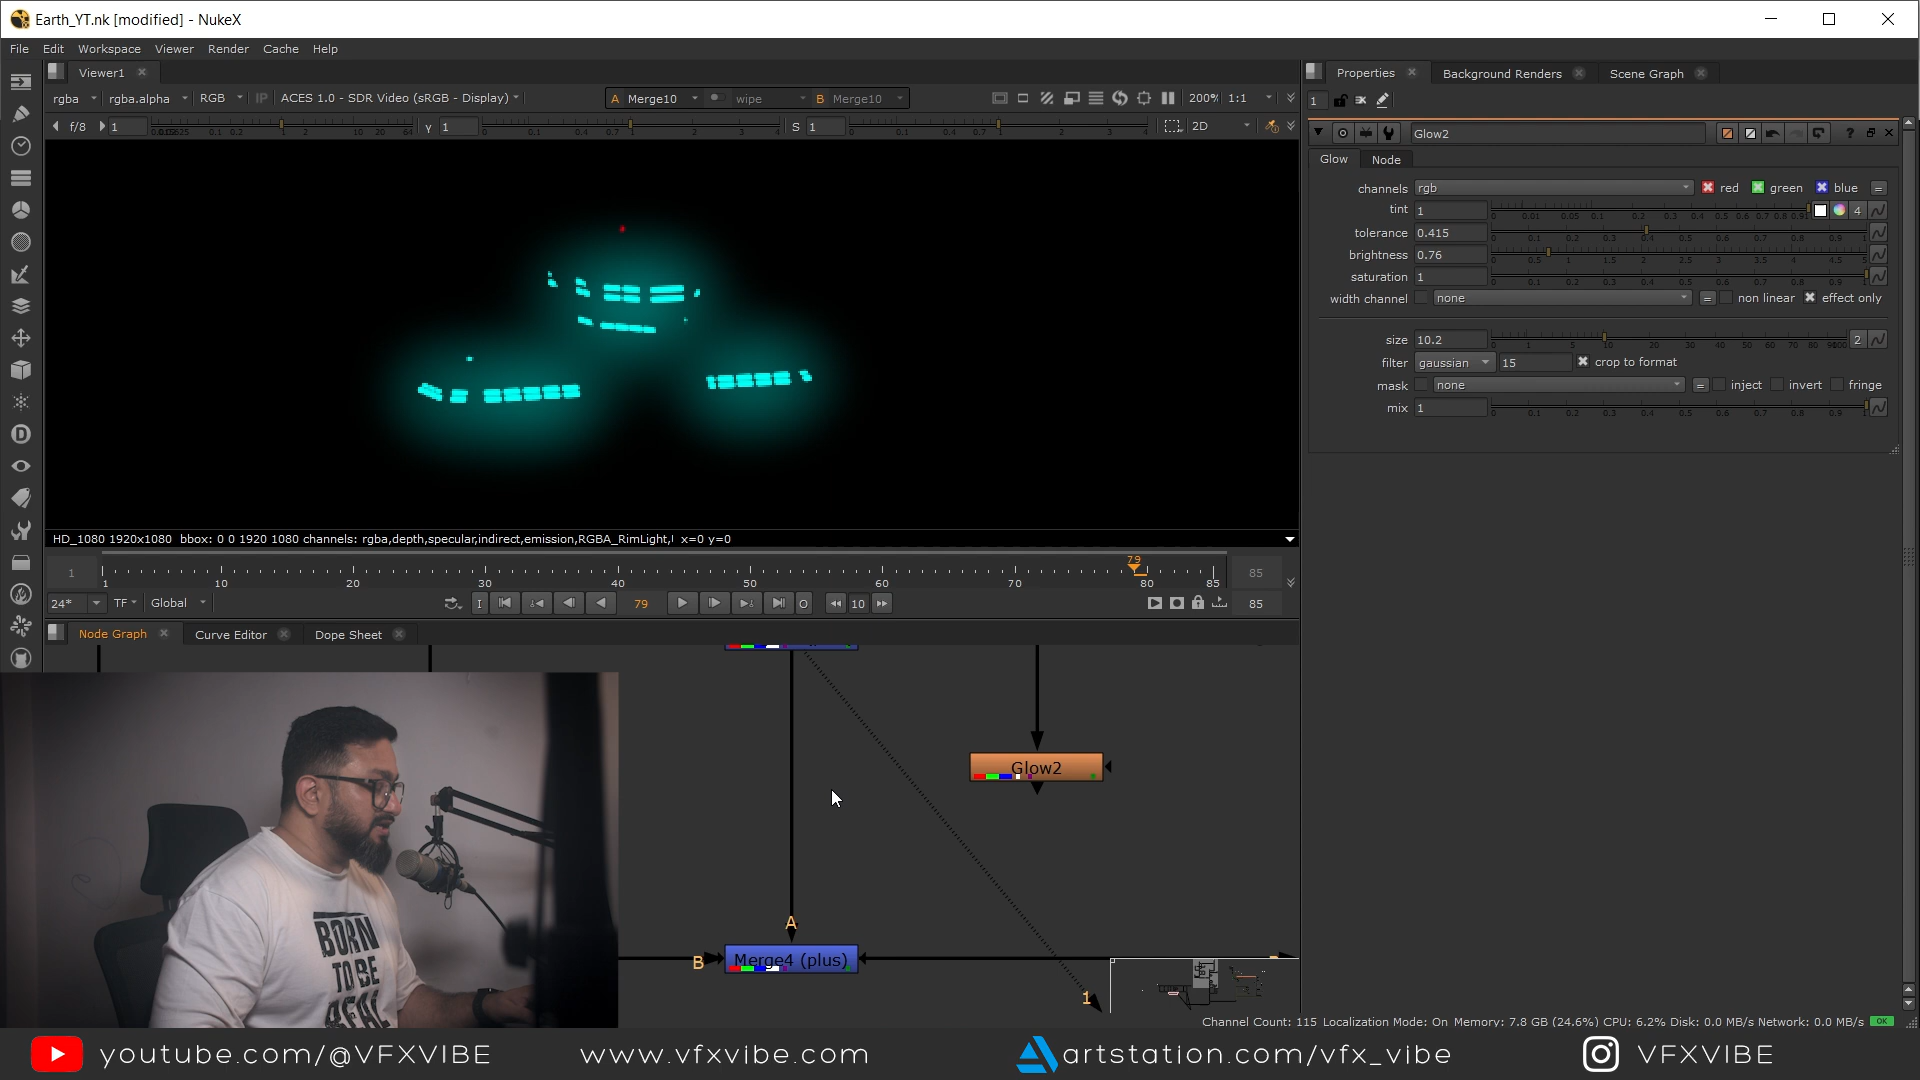 Earth_YT.nk [modified] - NukeX
File Edit Workspace Viewer Render Cache Help
Viewer1
rgba rgba.alpha RGB IP ACES 1.0 - SDR Video (sRGB - Display) A Merge10 wipe B Merge10 200% 1:1
f/8 1 Y 1 S 1 2D
HD_1080 1920x1080 bbox: 0 0 1920 1080 channels: rgba,depth,specular,indirect,emission,RGBA_RimLight, x=0 y=0
79
1 85
1 10 20 30 40 50 60 70 80 85
24* TF Global I 79 O 10 85
Node Graph Curve Editor Dope Sheet
Glow2
A
B Merge4 (plus)
1
BORN
TO BE
REAL
Properties Background Renders Scene Graph
1
Glow2
Glow Node
channels rgb red green blue =
tint 1 4
tolerance 0.415
brightness 0.76
saturation 1
width channel none = non linear effect only
size 10.2 2
filter gaussian 15 crop to format
mask none = inject invert fringe
mix 1
Channel Count: 115 Localization Mode: On Memory: 7.8 GB (24.6%) CPU: 6.2% Disk: 0.0 MB/s Network: 0.0 MB/s OK
youtube.com/@VFXVIBE www.vfxvibe.com artstation.com/vfx_vibe VFXVIBE